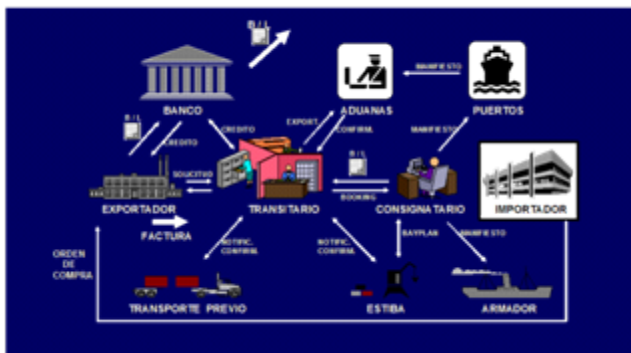 B / L
BANCO
ADUANAS
MANIFIESTO
PUERTOS
B / L
CREDITO
CREDITO
EXPORT.
CONFIRM.
MANIFIESTO
B / L
SOLICITUD
EXPORTADOR
TRANSITARIO
BOOKING
CONSIGNATARIO
IMPORTADOR
FACTURA
ORDEN
DE
COMPRA
NOTIFIC.
CONFIRM.
NOTIFIC.
CONFIRM.
BAYPLAN
MANIFIESTO
TRANSPORTE PREVIO
ESTIBA
ARMADOR